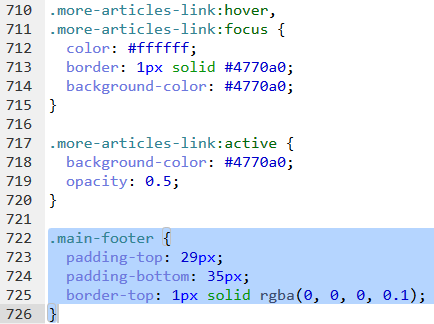 710 .more-articles-link:hover,
711 .more-articles-link:focus {
712   color: #ffffff;
713   border: 1px solid #4770a0;
714   background-color: #4770a0;
715 }
716
717 .more-articles-link:active {
718   background-color: #4770a0;
719   opacity: 0.5;
720 }
721
722 .main-footer {
723   padding-top: 29px;
724   padding-bottom: 35px;
725   border-top: 1px solid rgba(0, 0, 0, 0.1);
726 }